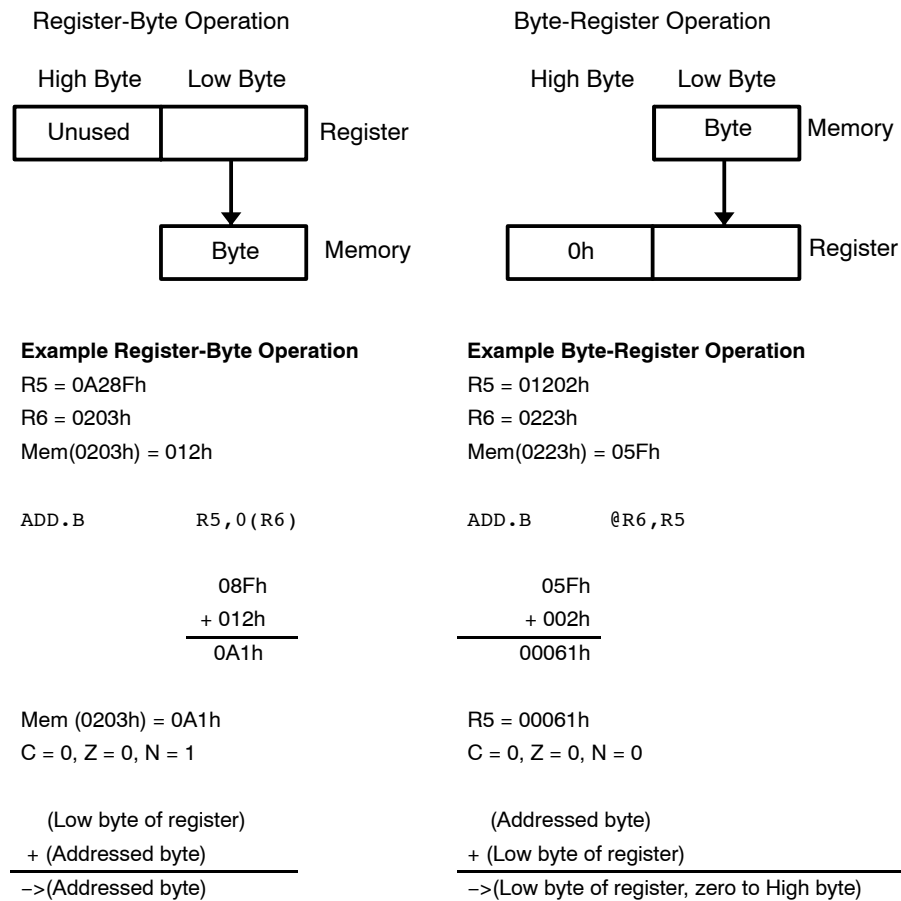 Register-Byte Operation
High Byte Low Byte
Unused Register
Byte Memory
Example Register-Byte Operation
R5 = 0A28Fh
R6 = 0203h
Mem(0203h) = 012h
ADD.B R5,0(R6)
08Fh
+ 012h
0A1h
Mem (0203h) = 0A1h
C = 0, Z = 0, N = 1
(Low byte of register)
+ (Addressed byte)
−>(Addressed byte)
Byte-Register Operation
High Byte Low Byte
Byte Memory
0h Register
Example Byte-Register Operation
R5 = 01202h
R6 = 0223h
Mem(0223h) = 05Fh
ADD.B @R6,R5
05Fh
+ 002h
00061h
R5 = 00061h
C = 0, Z = 0, N = 0
(Addressed byte)
+ (Low byte of register)
−>(Low byte of register, zero to High byte)